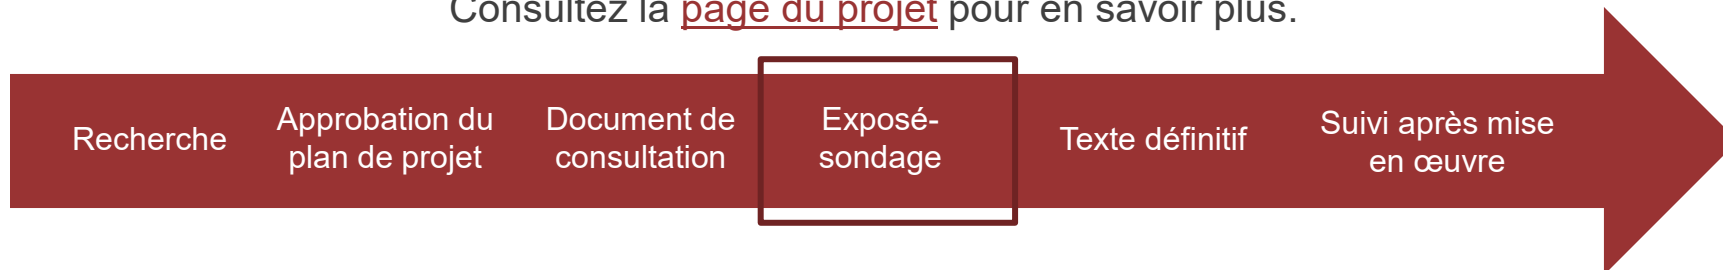 Consultez la page du projet pour en savoir plus.
Recherche
Approbation du
plan de projet
Document de
consultation
Exposé-
sondage
Texte définitif
Suivi après mise
en œuvre